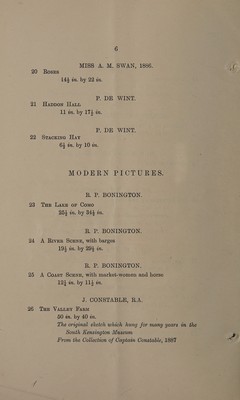 6
MISS A. M. SWAN, 1886.
20 Roses
14½ in. by 22 in.
P. DE WINT.
21 Haddon Hall
11 in. by 17½ in.
P. DE WINT.
22 Stacking Hay
6½ in. by 10 in.
MODERN PICTURES.
R. P. BONINGTON.
23 The Lake of Como
25½ in. by 34½ in.
R. P. BONINGTON.
24 A River Scene, with barges
19½ in. by 28½ in.
R. P. BONINGTON.
25 A Coast Scene, with market-women and horse
13½ in. by 11½ in.
J. CONSTABLE, R.A.
26 The Valley Farm
50 in. by 40 in.
The original sketch which hung for many years in the
South Kensington Museum
From the Collection of Captain Constable, 1887